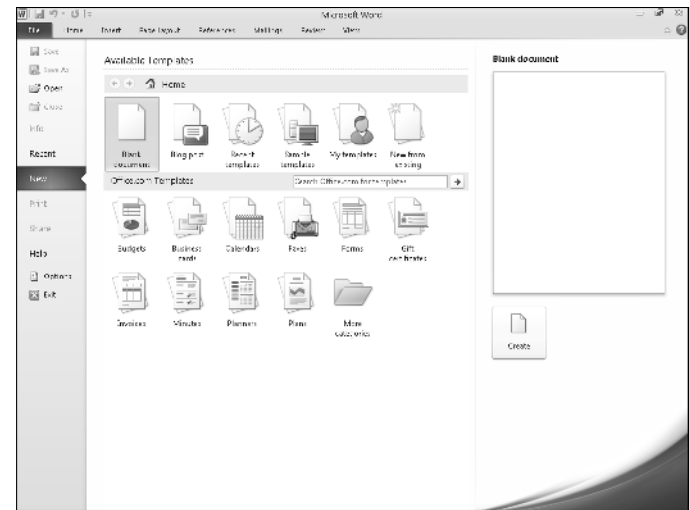 Microsoft Word
File Home Insert Page Layout References Mailings Review View
Save
Save As
Open
Close
Info
Recent
New
Print
Share
Help
Options
Exit
Available Templates
Home
Blank document
Blog post
Recent templates
Sample templates
My templates
New from existing
Office.com Templates
Search Office.com for templates
Budgets
Business cards
Calendars
Faxes
Forms
Gift certificates
Invoices
Minutes
Planners
Plans
More categories
Blank document
Create